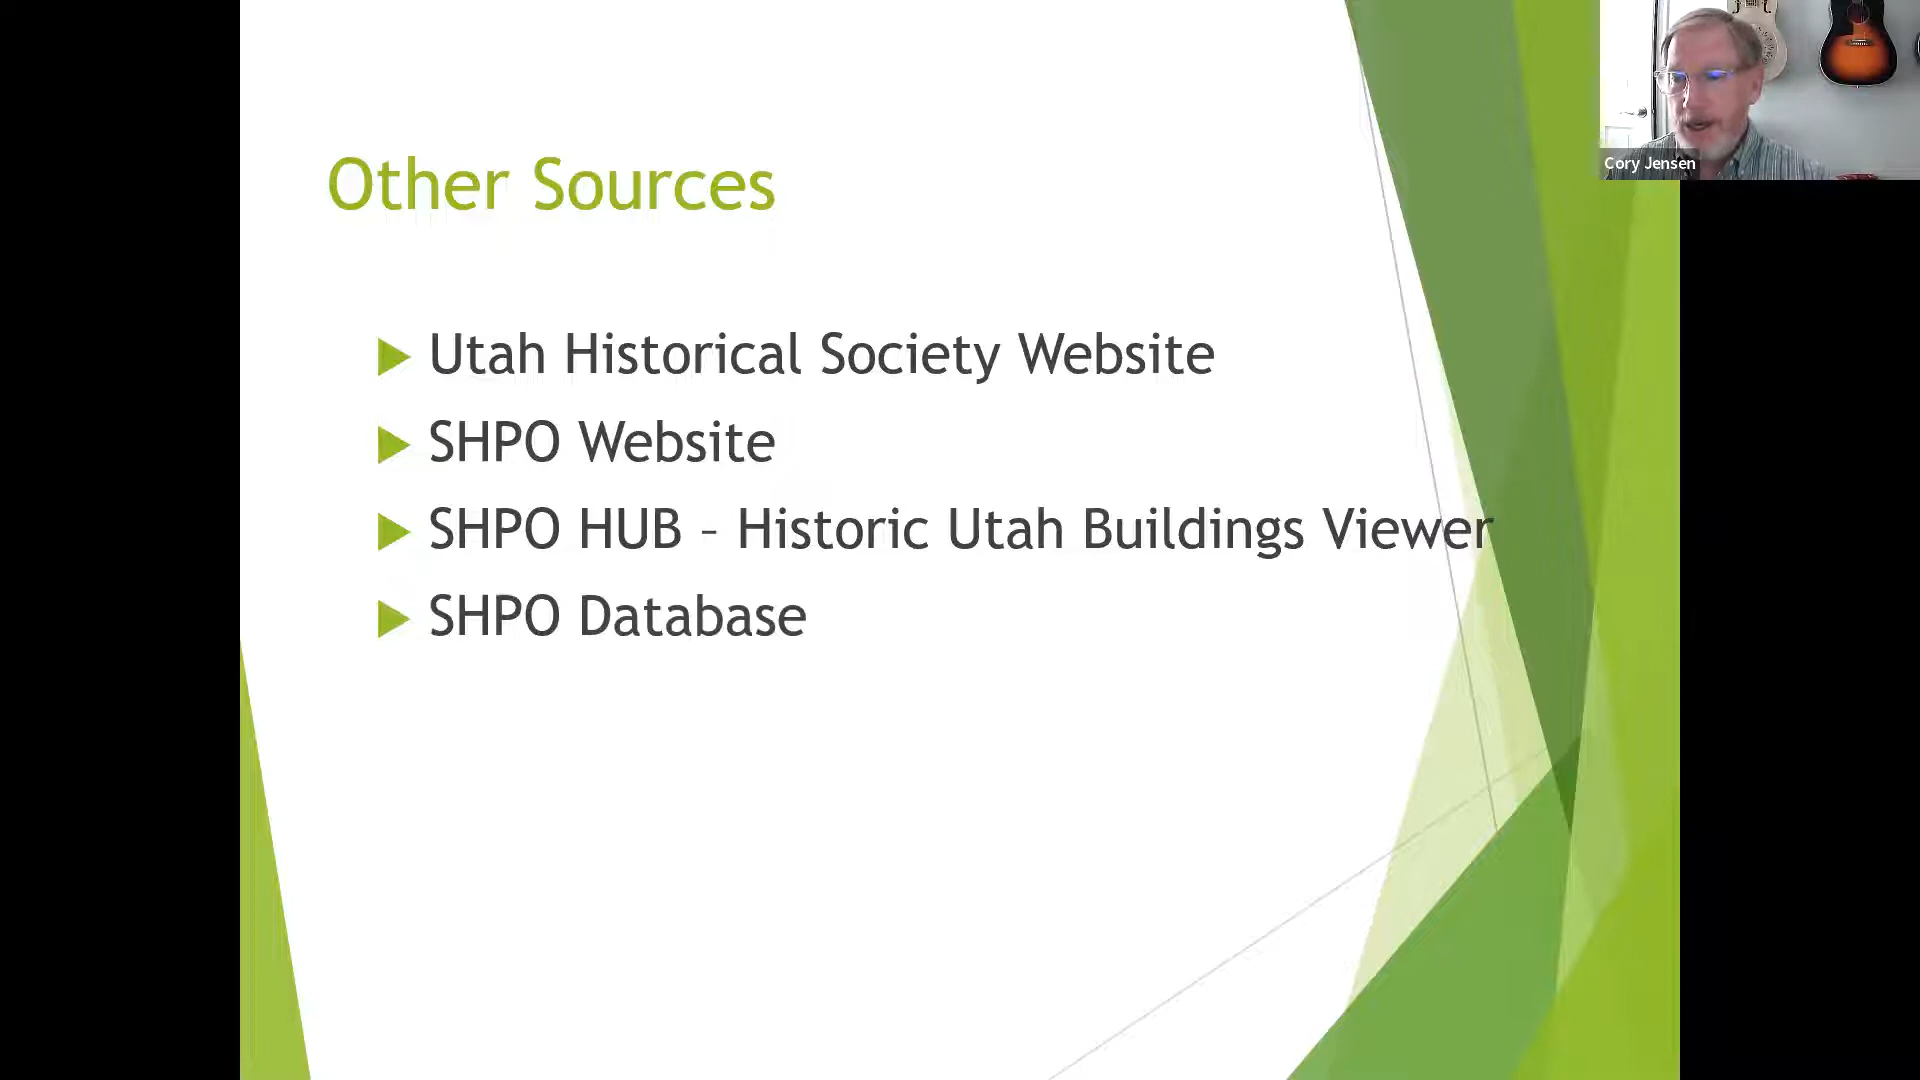 Other Sources
Utah Historical Society Website
SHPO Website
SHPO HUB – Historic Utah Buildings Viewer
SHPO Database
Cory Jensen